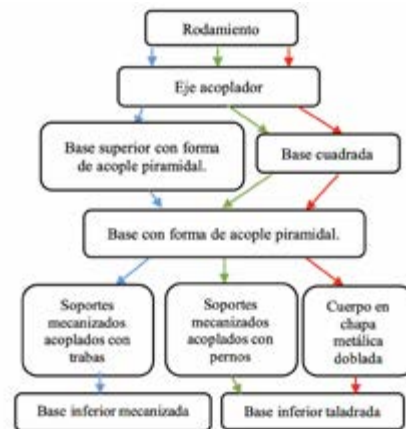 Rodamiento
Eje acoplador
Base superior con forma
de acople piramidal.
Base cuadrada
Base con forma de acople piramidal.
Soportes
mecanizados
acoplados con
trabas
Soportes
mecanizados
acoplados con
pernos
Cuerpo en
chapa
metálica
doblada
Base inferior mecanizada
Base inferior taladrada